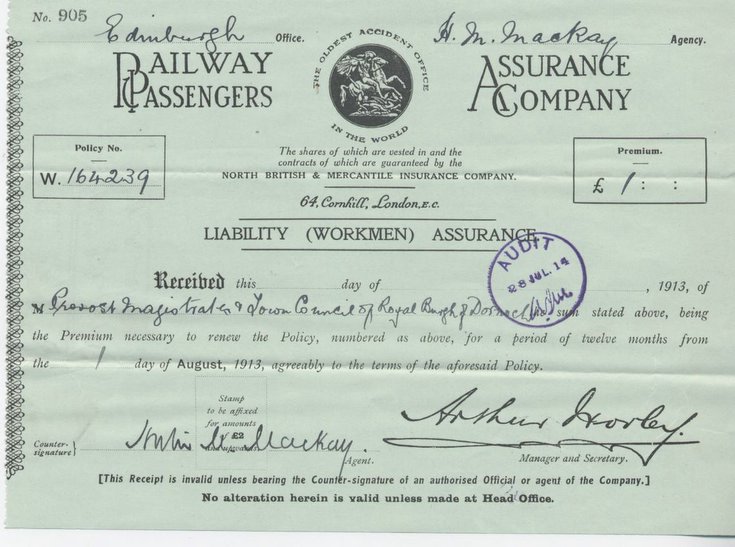 No. 905
Edinburgh Office.
H. M. Mackay Agency.
THE OLDEST ACCIDENT OFFICE
IN THE WORLD
RAILWAY PASSENGERS
ASSURANCE COMPANY
Policy No.
W. 164239
The shares of which are vested in and the
contracts of which are guaranteed by the
NORTH BRITISH & MERCANTILE INSURANCE COMPANY.
Premium.
£ 1 : :
64, Cornhill, London, E.C.
LIABILITY (WORKMEN) ASSURANCE
AUDIT
28 JUL. 14
Received this day of , 1913, of
M Provost Magistrates & Town Council of Royal Burgh of Dornoch the sum stated above, being
the Premium necessary to renew the Policy, numbered as above, for a period of twelve months from
the 1 day of August, 1913, agreeably to the terms of the aforesaid Policy.
Stamp
to be affixed
for amounts
£2
and upwards
Counter-
signature} Mackay.
Agent.
Arthur Worley.
Manager and Secretary.
[This Receipt is invalid unless bearing the Counter-signature of an authorised Official or agent of the Company.]
No alteration herein is valid unless made at Head Office.